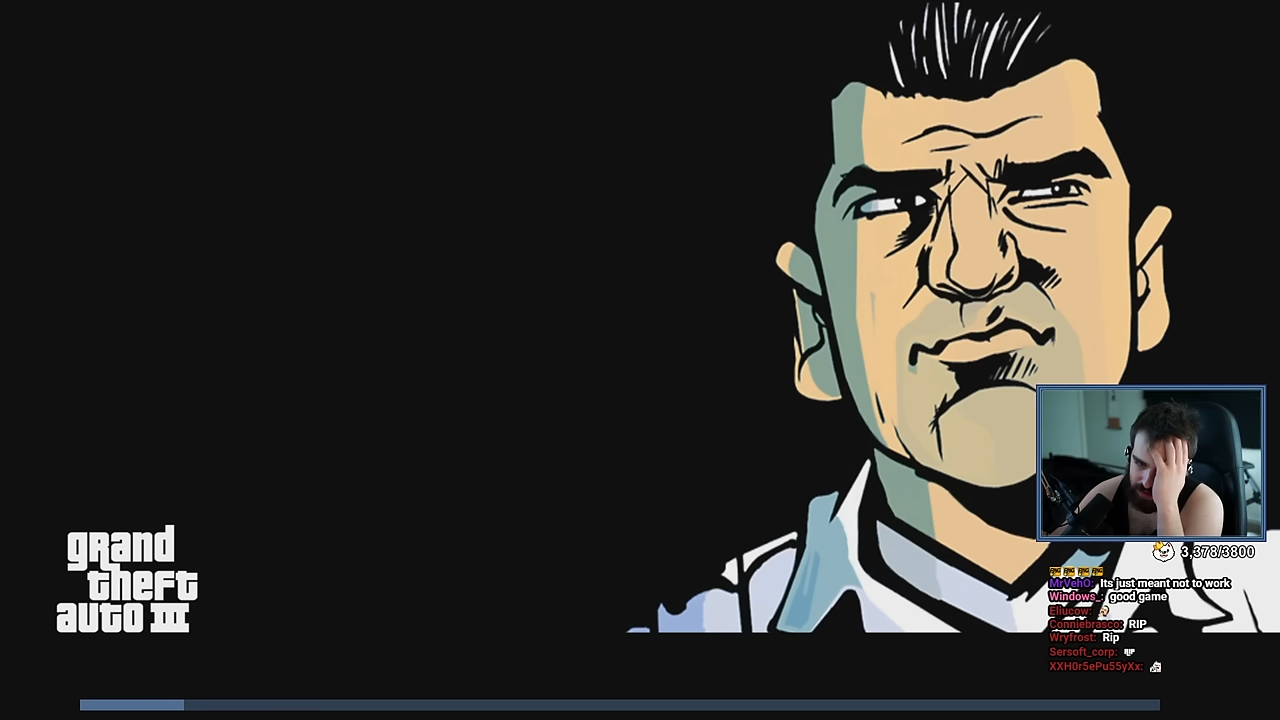 grand
theft
auto III
3,378/3800
MrVehO: Its just meant not to work
Windows_: good game
Eliucow:
Conniebrasco: RIP
Wryfrost: Rip
Sersoft_corp:
XXH0r5ePu55yXx: